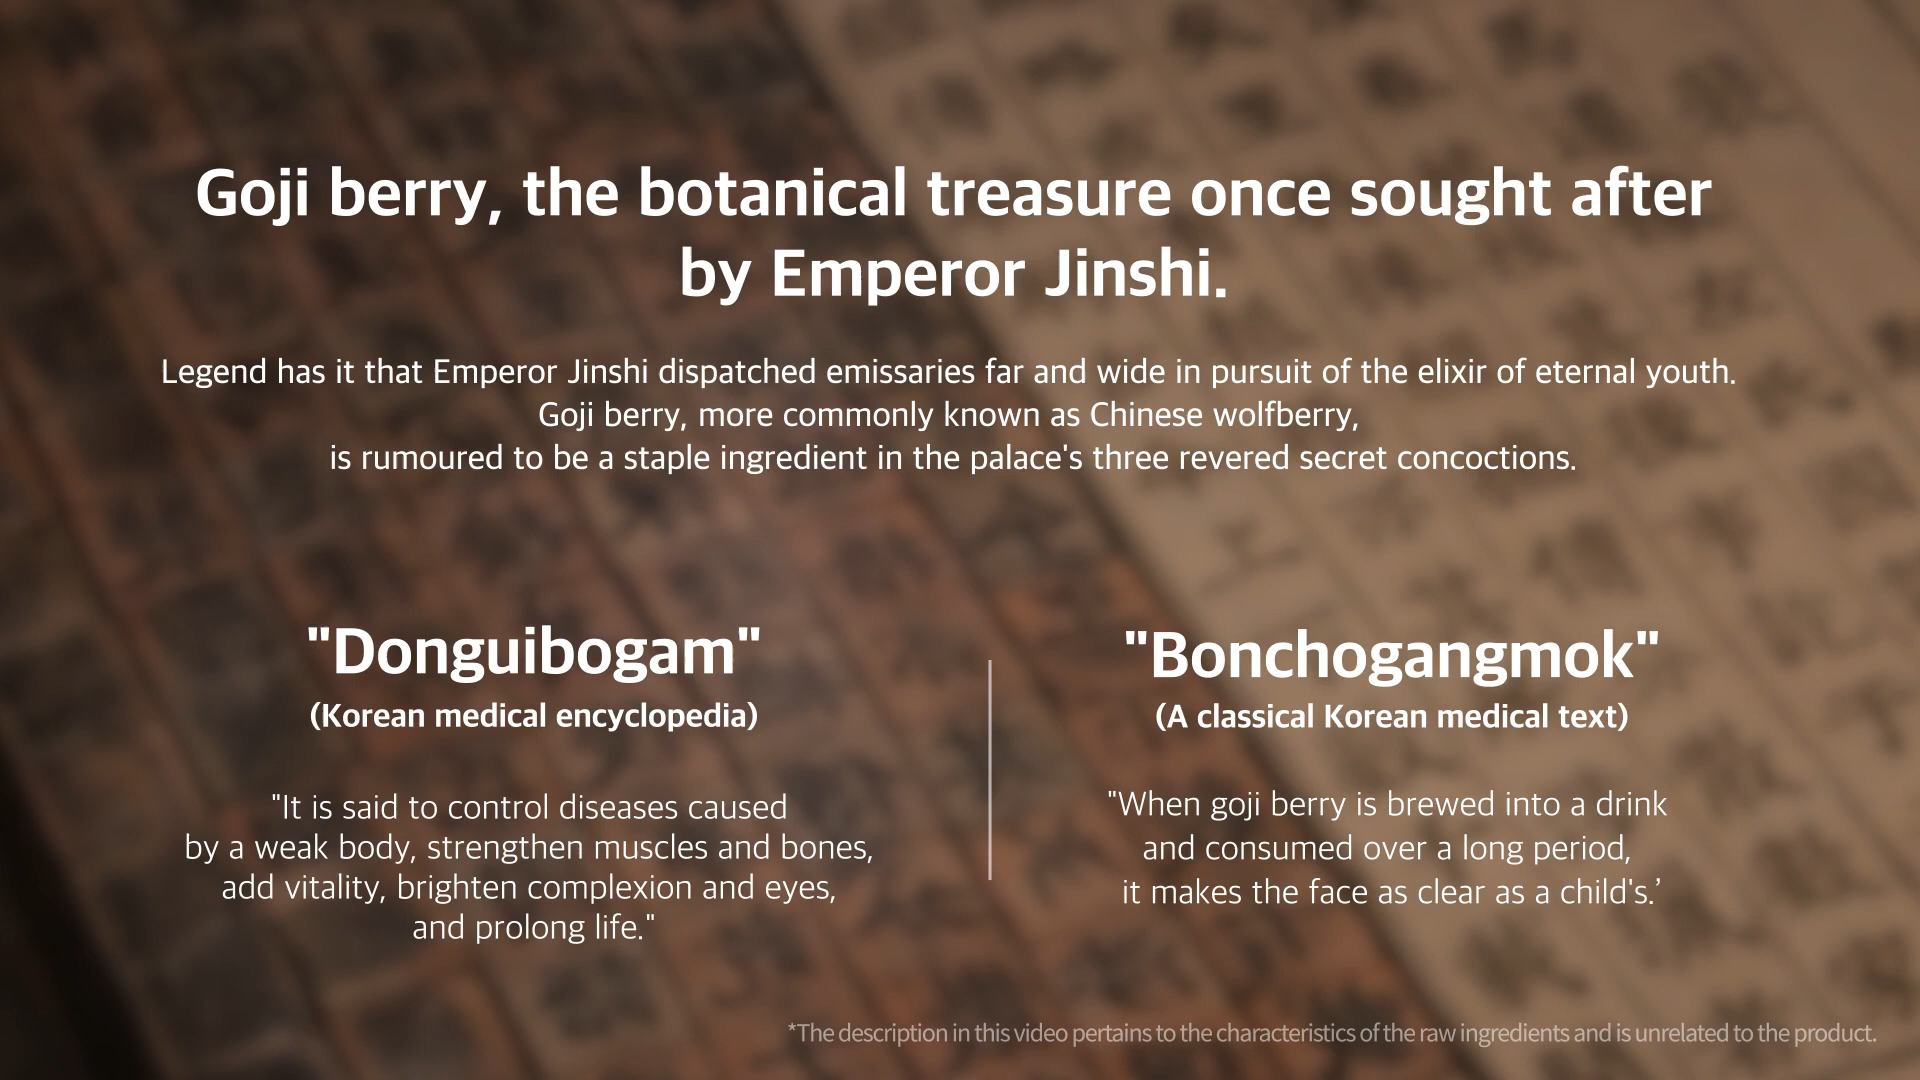 Goji berry, the botanical treasure once sought after
by Emperor Jinshi.
Legend has it that Emperor Jinshi dispatched emissaries far and wide in pursuit of the elixir of eternal youth.
Goji berry, more commonly known as Chinese wolfberry,
is rumoured to be a staple ingredient in the palace's three revered secret concoctions.
"Donguibogam"
(Korean medical encyclopedia)
"It is said to control diseases caused
by a weak body, strengthen muscles and bones,
add vitality, brighten complexion and eyes,
and prolong life."
"Bonchogangmok"
(A classical Korean medical text)
"When goji berry is brewed into a drink
and consumed over a long period,
it makes the face as clear as a child's.’
*The description in this video pertains to the characteristics of the raw ingredients and is unrelated to the product.